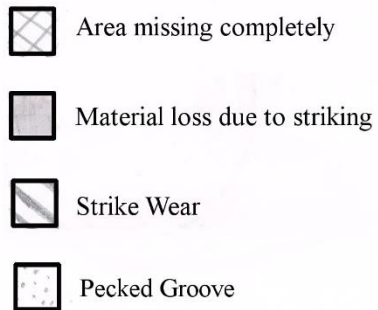 Area missing completely
Material loss due to striking
Strike Wear
Pecked Groove